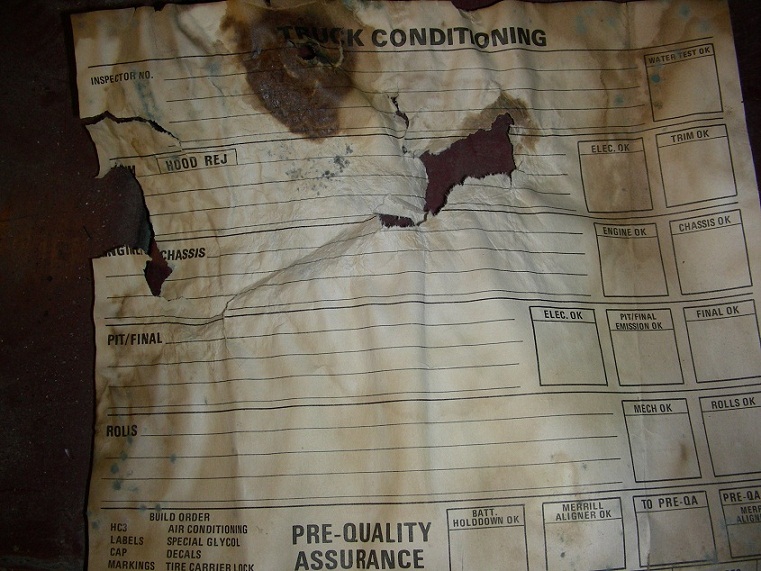 TRUCK CONDITIONING
WATER TEST OK
INSPECTOR NO.
ELEC. OK
TRIM OK
HOOD REJ
ENGINE OK
CHASSIS OK
CHASSIS
ELEC. OK
PIT/FINAL
EMISSION OK
FINAL OK
PIT/FINAL
MECH OK
ROLLS OK
ROLLS
BATT.
HOLDDOWN OK
MERRILL
ALIGNER OK
TO PRE-QA
BUILD ORDER
HC3 AIR CONDITIONING
LABELS SPECIAL GLYCOL
CAP DECALS
MARKINGS TIRE CARRIER LOCK
PRE-QUALITY
ASSURANCE